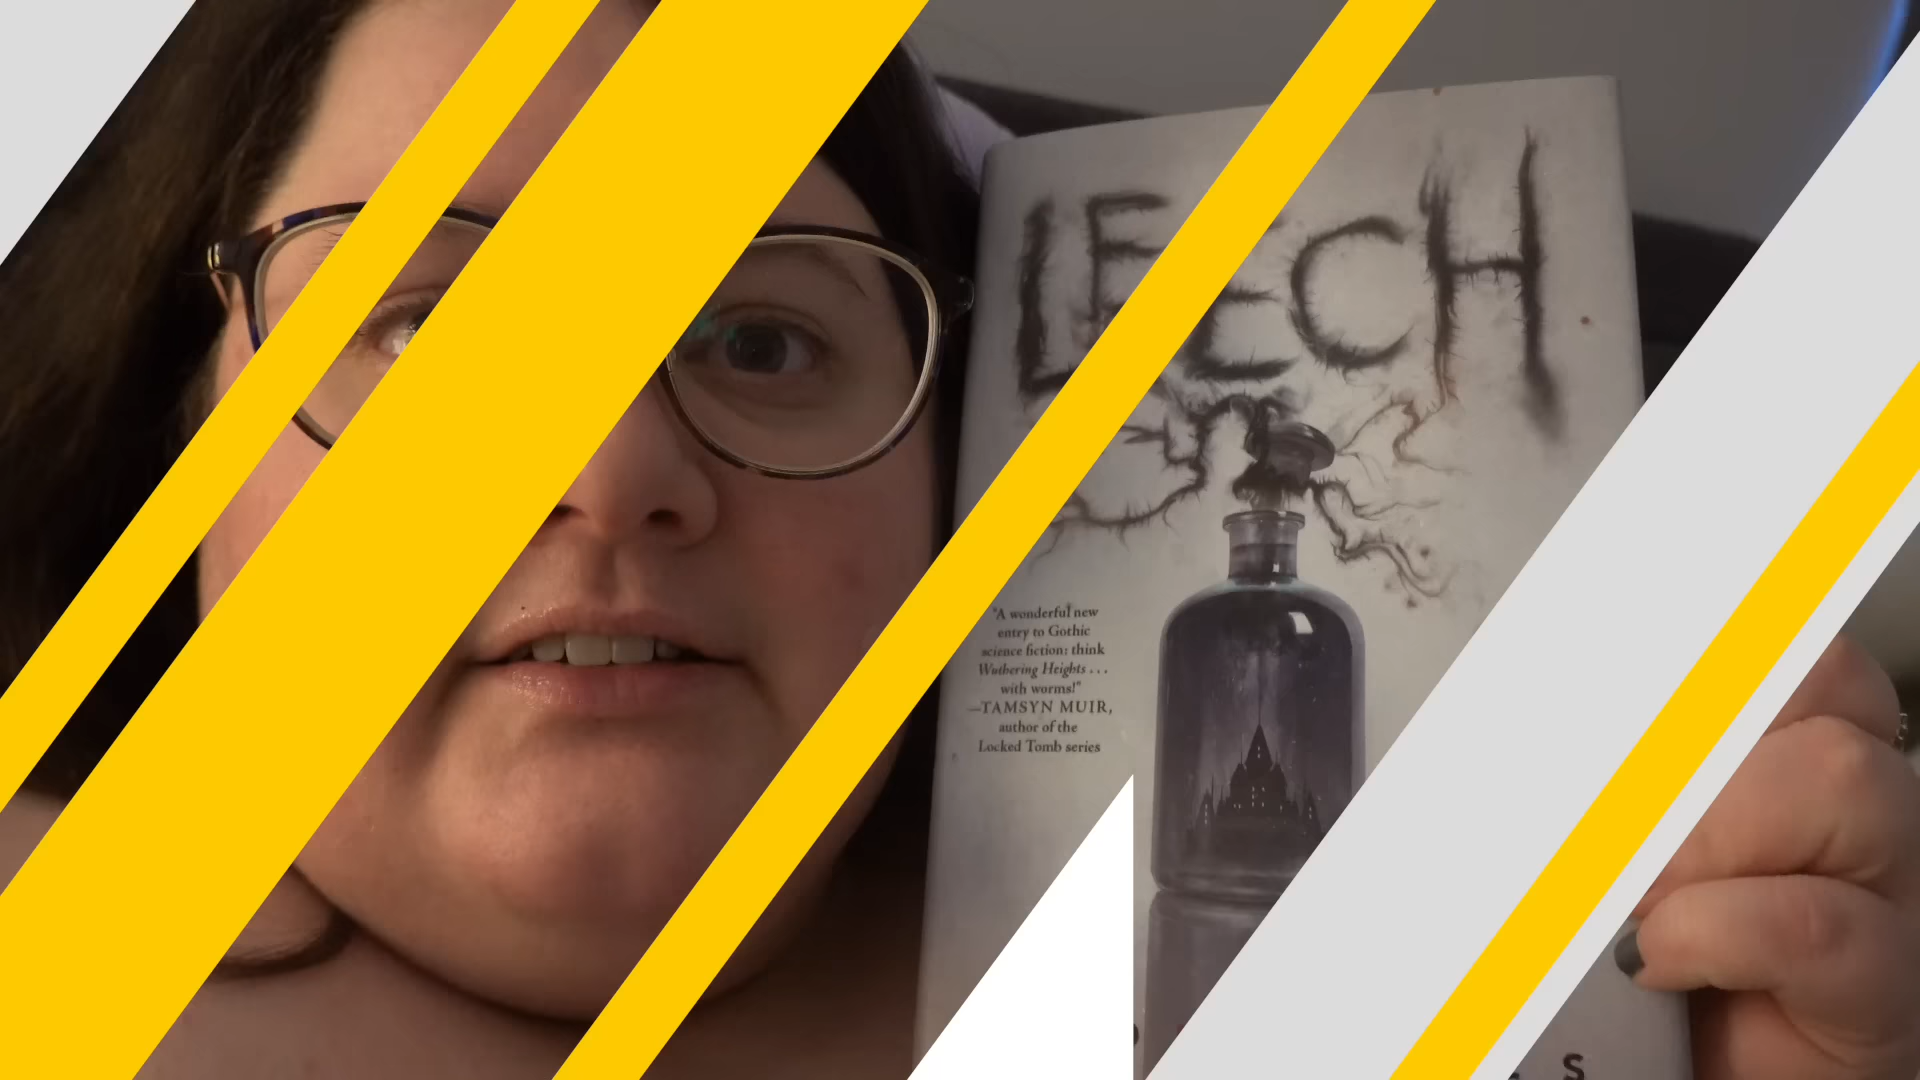 LEECH
"A wonderful new
entry to Gothic
science fiction: think
Wuthering Heights . . .
with worms!"
—TAMSYN MUIR,
author of the
Locked Tomb series
S